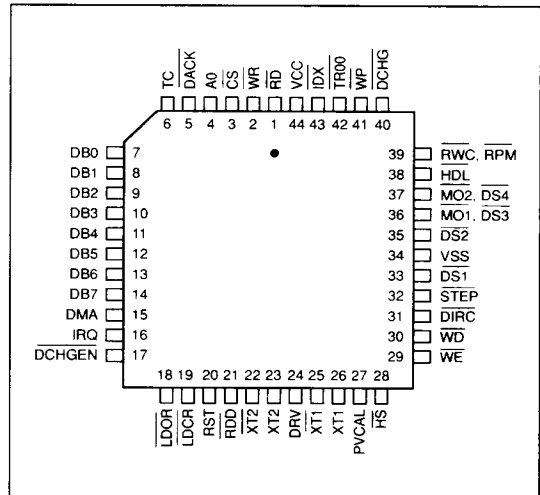 TC DACK A0 CS WR RD VCC IDX TR00 WP DCHG
6 5 4 3 2 1 44 43 42 41 40
DB0 7
DB1 8
DB2 9
DB3 10
DB4 11
DB5 12
DB6 13
DB7 14
DMA 15
IRQ 16
DCHGEN 17
39 RWC, RPM
38 HDL
37 MO2, DS4
36 MO1, DS3
35 DS2
34 VSS
33 DS1
32 STEP
31 DIRC
30 WD
29 WE
18 19 20 21 22 23 24 25 26 27 28
LDOR LDCR RST RDD XT2 XT2 DRV XT1 XT1 PVCAL HS